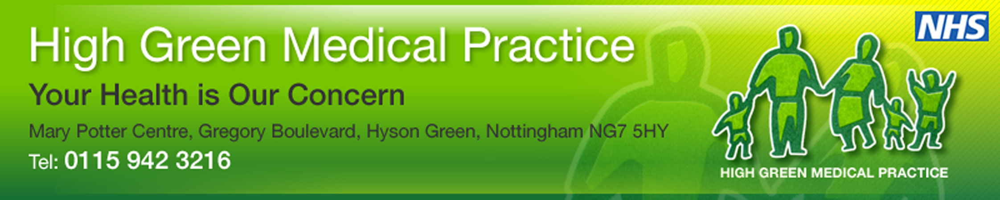 High Green Medical Practice
NHS
Your Health is Our Concern
Mary Potter Centre, Gregory Boulevard, Hyson Green, Nottingham NG7 5HY
Tel: 0115 942 3216
HIGH GREEN MEDICAL PRACTICE